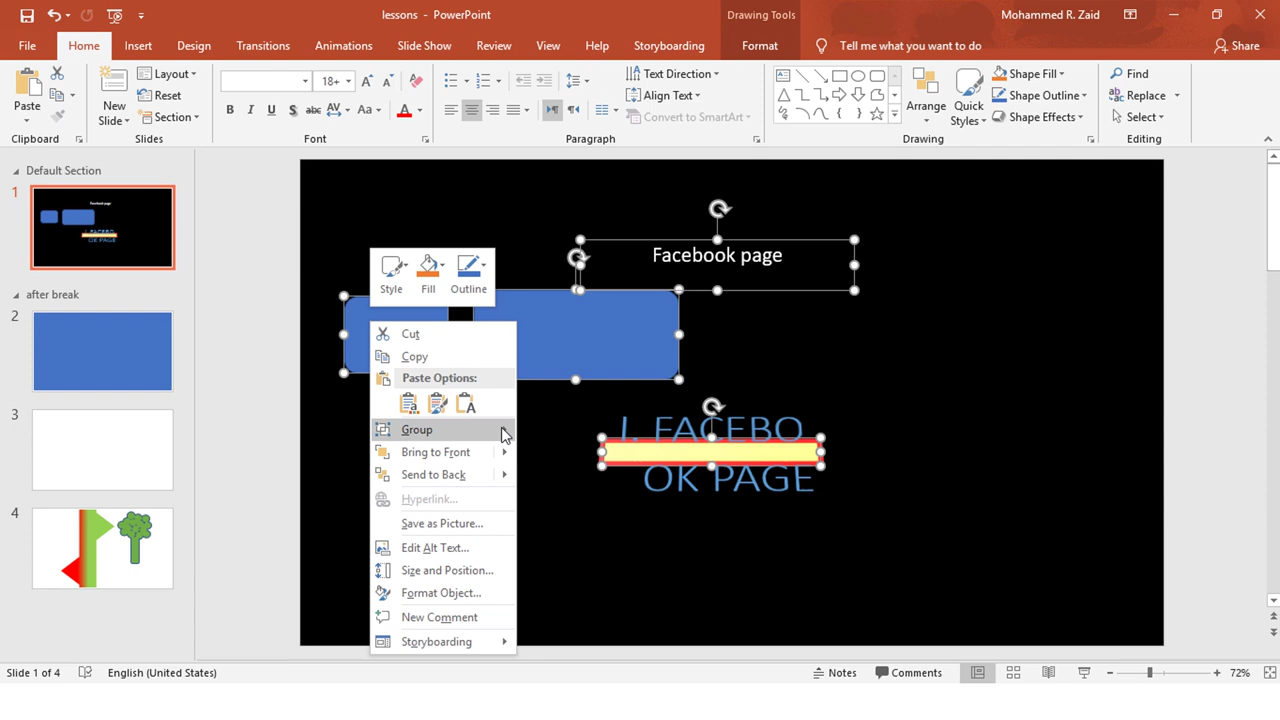 lessons - PowerPoint
Drawing Tools
Mohammed R. Zaid
File Home Insert Design Transitions Animations Slide Show Review View Help Storyboarding Format Tell me what you want to do Share
Paste
New Slide
Layout
Reset
Section
18+
B I U S abc AV Aa A
Text Direction
Align Text
Convert to SmartArt
Arrange
Quick Styles
Shape Fill
Shape Outline
Shape Effects
Find
Replace
Select
Clipboard Slides Font Paragraph Drawing Editing
Default Section
1
after break
2
3
4
Facebook page
Style Fill Outline
Cut
Copy
Paste Options:
Group
Bring to Front
Send to Back
Hyperlink...
Save as Picture...
Edit Alt Text...
Size and Position...
Format Object...
New Comment
Storyboarding
I. FACEBO
OK PAGE
Slide 1 of 4 English (United States) Notes Comments 72%